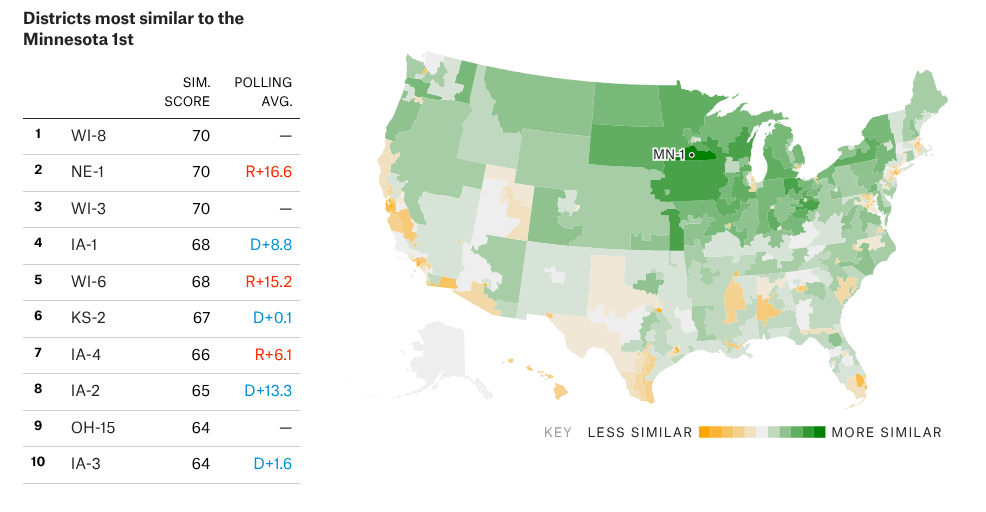 Districts most similar to the
Minnesota 1st
SIM. POLLING
SCORE AVG.
1 WI-8 70 —
2 NE-1 70 R+16.6
3 WI-3 70 —
4 IA-1 68 D+8.8
5 WI-6 68 R+15.2
6 KS-2 67 D+0.1
7 IA-4 66 R+6.1
8 IA-2 65 D+13.3
9 OH-15 64 —
10 IA-3 64 D+1.6
MN-1
KEY LESS SIMILAR MORE SIMILAR